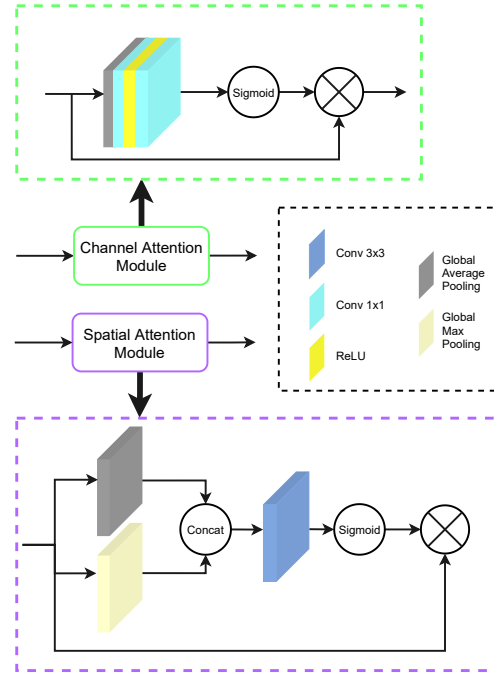 Sigmoid
Channel Attention
Module
Spatial Attention
Module
Conv 3x3
Conv 1x1
ReLU
Global
Average
Pooling
Global
Max
Pooling
Concat
Sigmoid